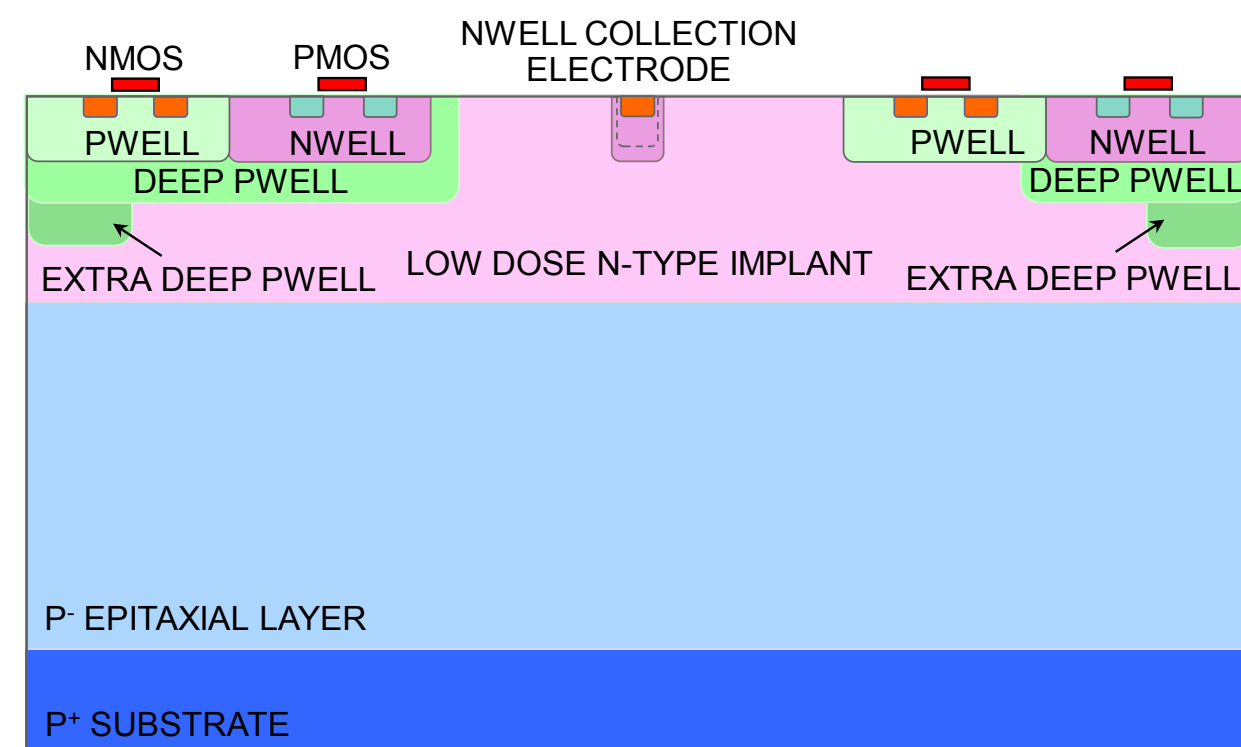 NMOS
PMOS
NWELL COLLECTION
ELECTRODE
PWELL
NWELL
PWELL
NWELL
DEEP PWELL
DEEP PWELL
EXTRA DEEP PWELL
LOW DOSE N-TYPE IMPLANT
EXTRA DEEP PWELL
P⁻ EPITAXIAL LAYER
P⁺ SUBSTRATE